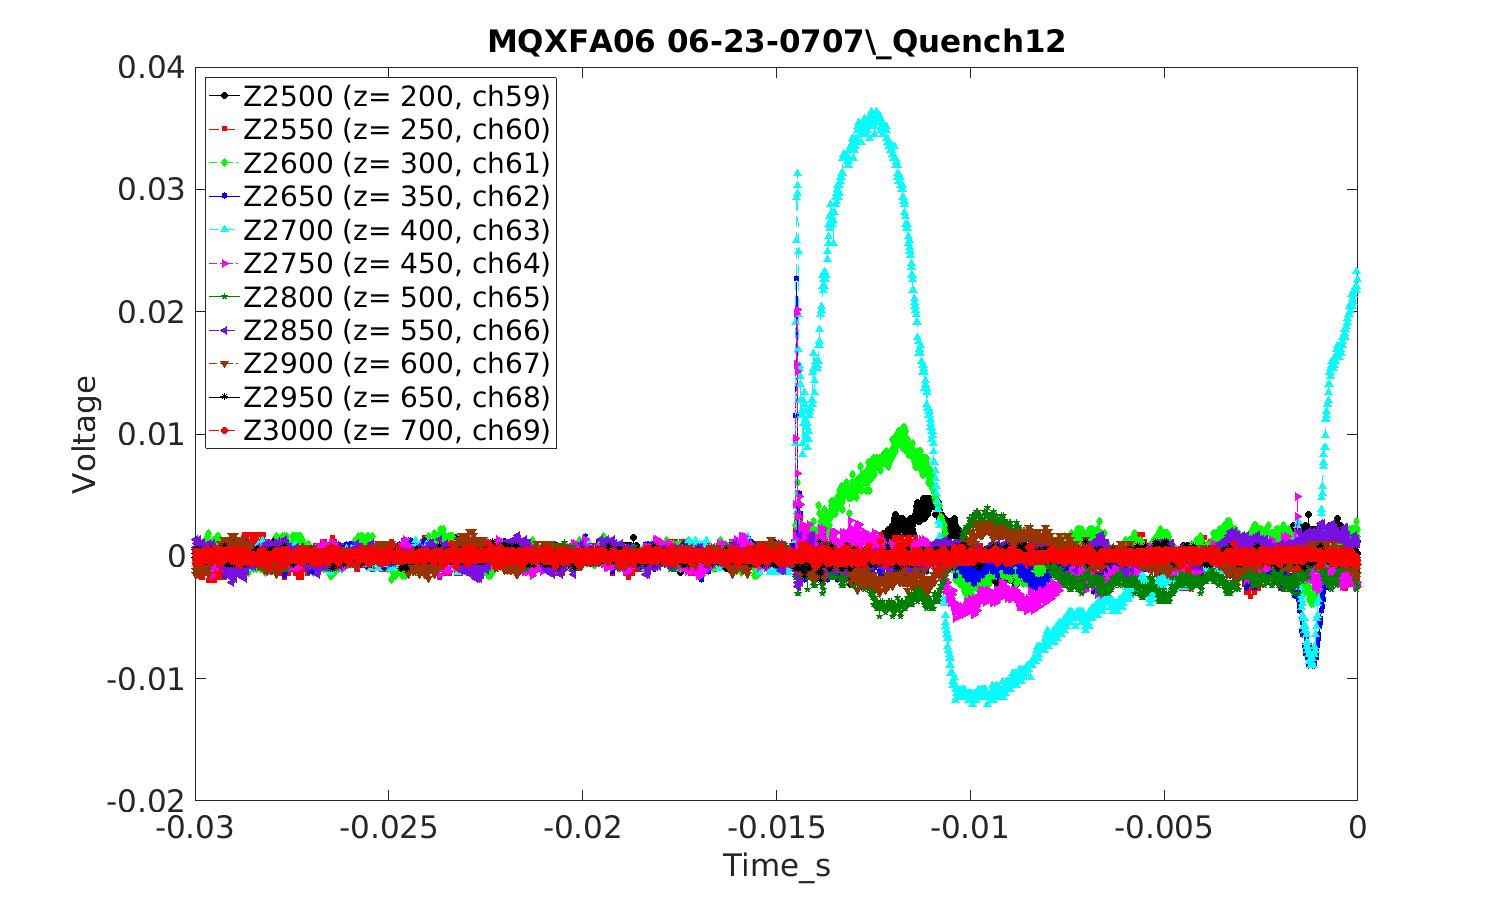 MQXFA06 06-23-0707\_Quench12
0.04
0.03
0.02
0.01
0
-0.01
-0.02
Voltage
Z2500 (z= 200, ch59)
Z2550 (z= 250, ch60)
Z2600 (z= 300, ch61)
Z2650 (z= 350, ch62)
Z2700 (z= 400, ch63)
Z2750 (z= 450, ch64)
Z2800 (z= 500, ch65)
Z2850 (z= 550, ch66)
Z2900 (z= 600, ch67)
Z2950 (z= 650, ch68)
Z3000 (z= 700, ch69)
-0.03 -0.025 -0.02 -0.015 -0.01 -0.005 0
Time_s